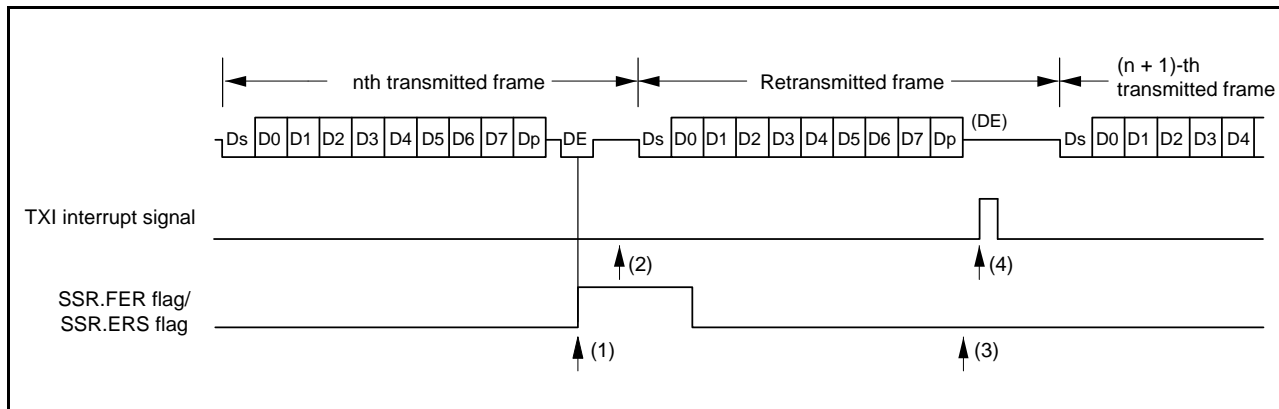 nth transmitted frame
Retransmitted frame
(n + 1)-th
transmitted frame
Ds D0 D1 D2 D3 D4 D5 D6 D7 Dp DE Ds D0 D1 D2 D3 D4 D5 D6 D7 Dp (DE) Ds D0 D1 D2 D3 D4
TXI interrupt signal
(2) (4)
SSR.FER flag/
SSR.ERS flag
(1) (3)